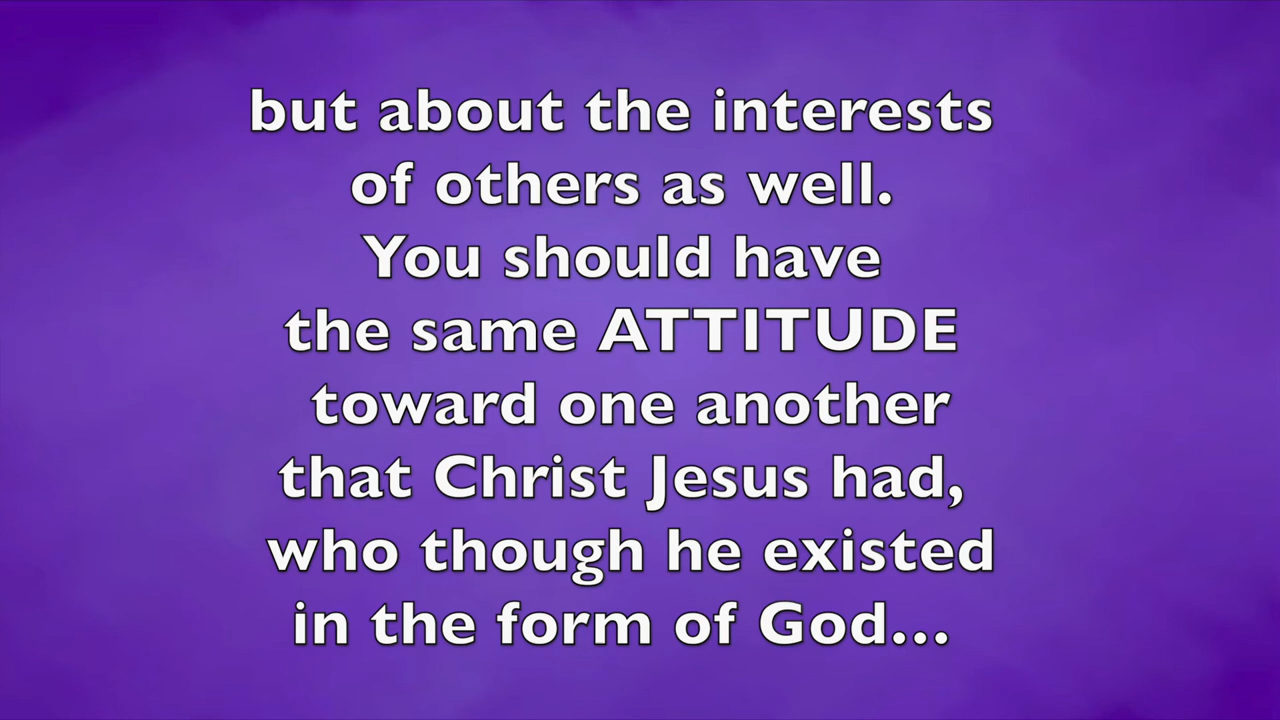 but about the interests
of others as well.
You should have
the same ATTITUDE
toward one another
that Christ Jesus had,
who though he existed
in the form of God...